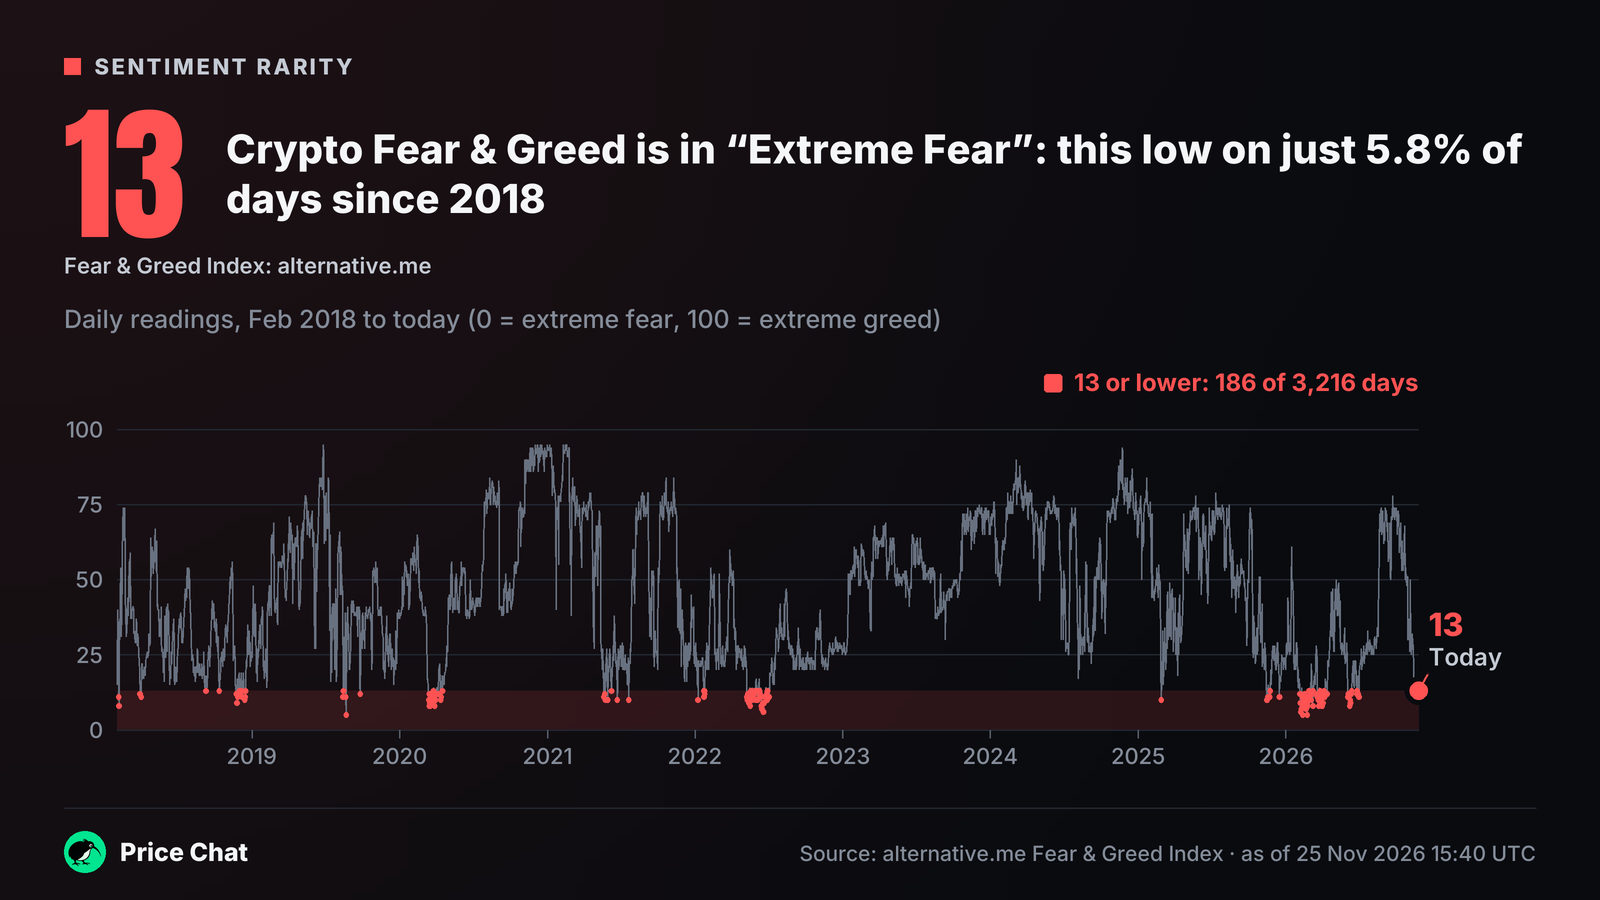 SENTIMENT RARITY
13
Crypto Fear & Greed is in “Extreme Fear”: this low on just 5.8% of
days since 2018
Fear & Greed Index: alternative.me
Daily readings, Feb 2018 to today (0 = extreme fear, 100 = extreme greed)
13 or lower: 186 of 3,216 days
100
75
50
25
0
13
Today
2019 2020 2021 2022 2023 2024 2025 2026
Price Chat
Source: alternative.me Fear & Greed Index · as of 25 Nov 2026 15:40 UTC